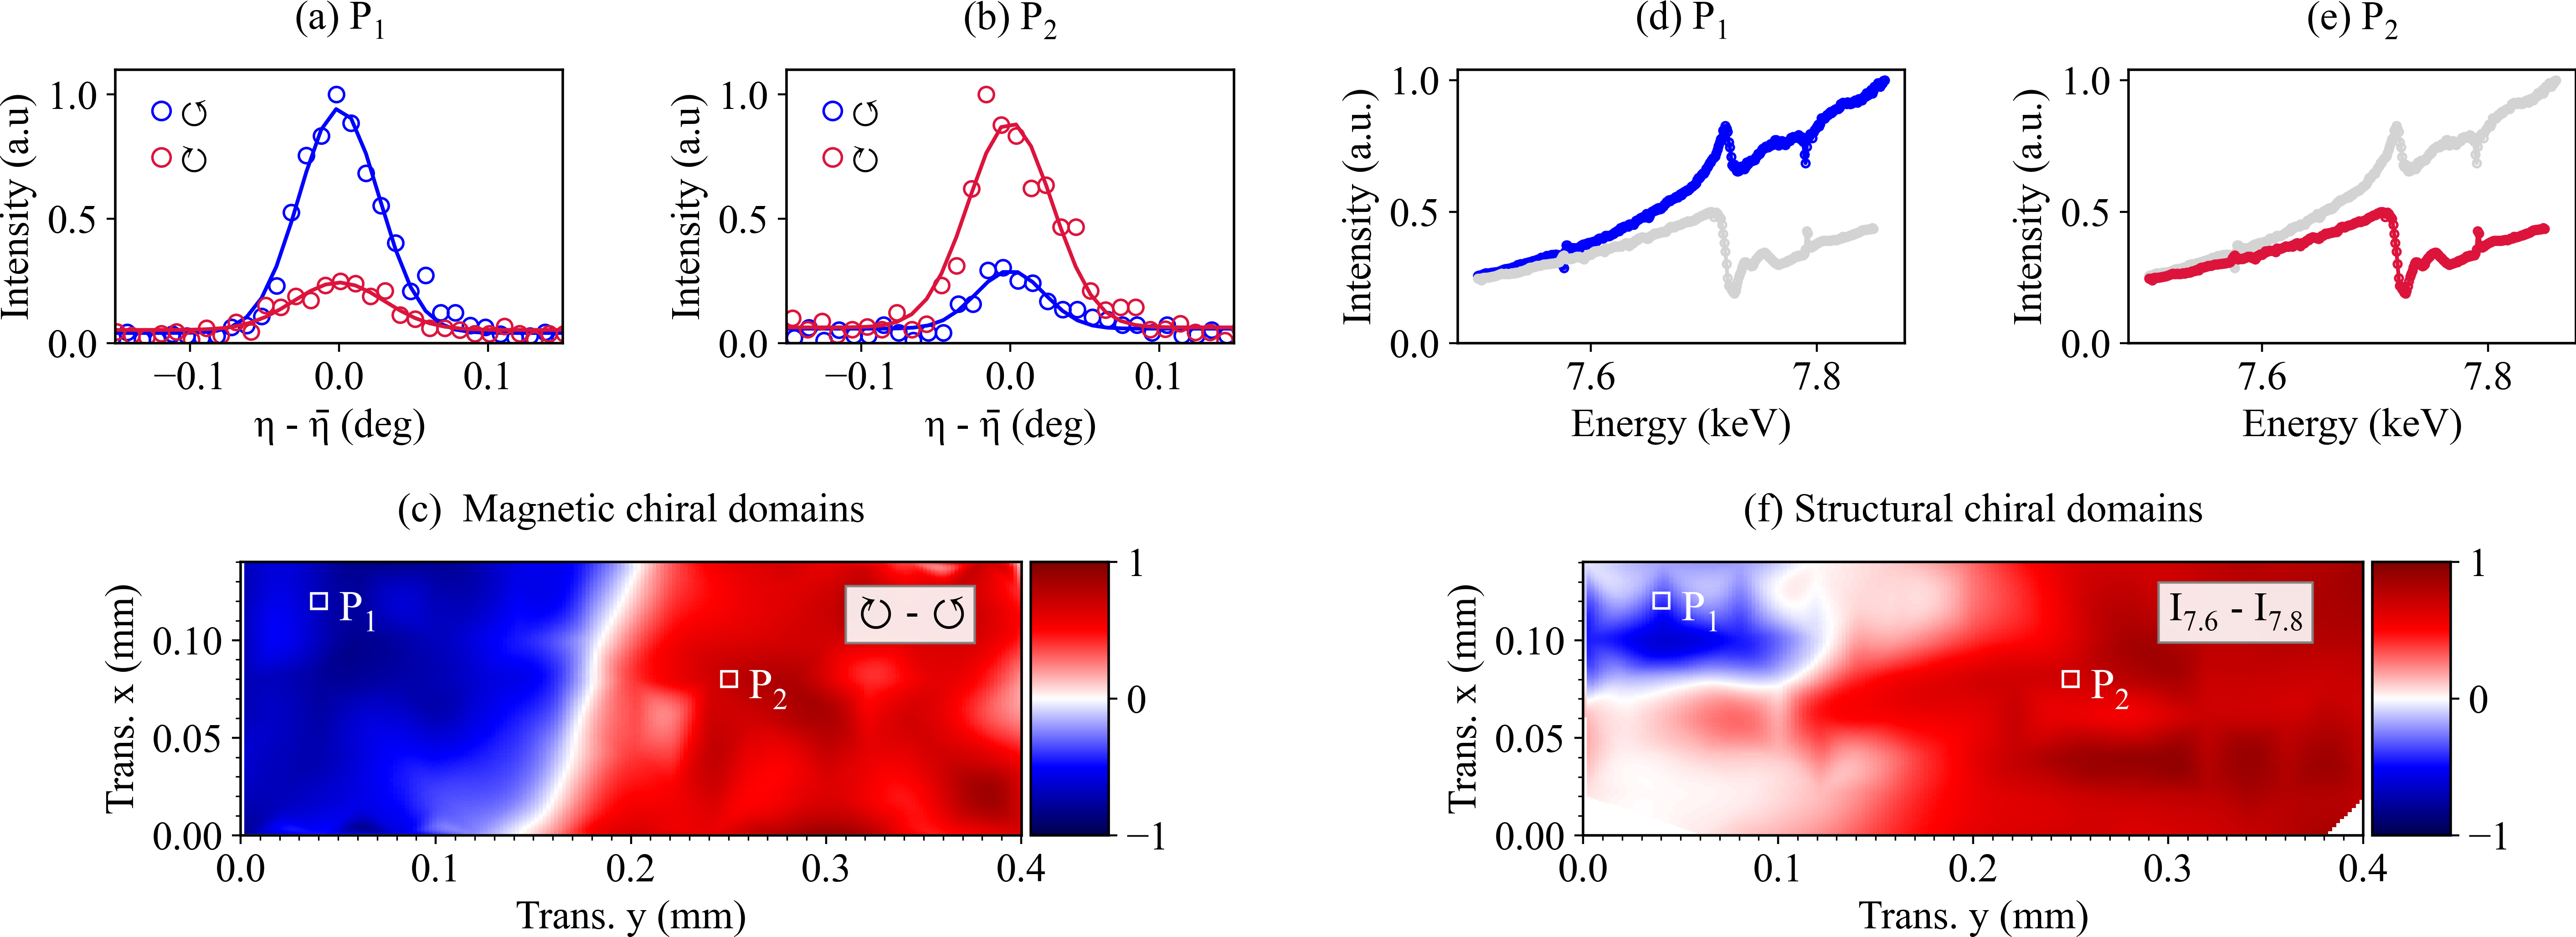 (a) P₁
Intensity (a.u)
1.0
0.5
0.0
↺
↻
−0.1 0.0 0.1
η - η̄ (deg)
(b) P₂
Intensity (a.u)
1.0
0.5
0.0
↺
↻
−0.1 0.0 0.1
η - η̄ (deg)
(d) P₁
Intensity (a.u.)
1.0
0.5
0.0
7.6 7.8
Energy (keV)
(e) P₂
Intensity (a.u.)
1.0
0.5
0.0
7.6 7.8
Energy (keV)
(c) Magnetic chiral domains
Trans. x (mm)
0.10
0.05
0.00
P₁
P₂
↻ - ↺
1
0
−1
0.0 0.1 0.2 0.3 0.4
Trans. y (mm)
(f) Structural chiral domains
Trans. x (mm)
0.10
0.05
0.00
P₁
P₂
I₇.₆ - I₇.₈
1
0
−1
0.0 0.1 0.2 0.3 0.4
Trans. y (mm)